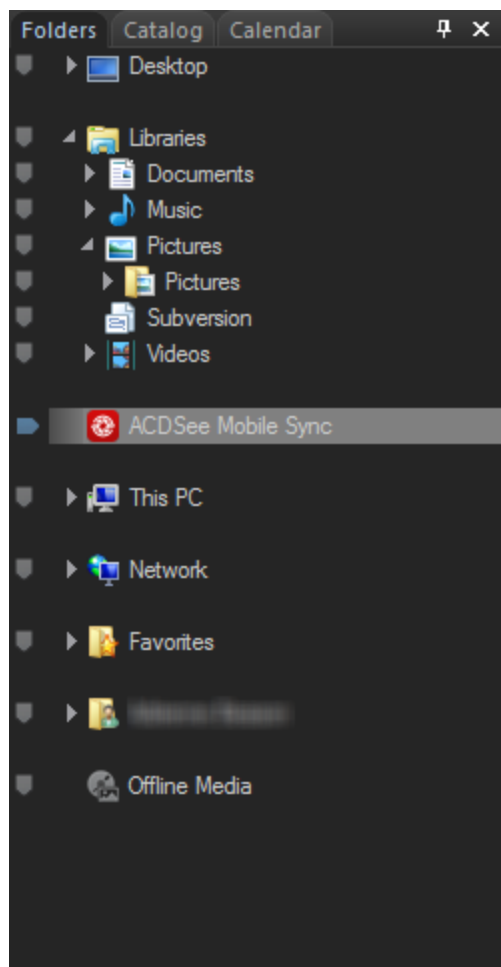 Folders Catalog Calendar
Desktop
Libraries
Documents
Music
Pictures
Pictures
Subversion
Videos
ACDSee Mobile Sync
This PC
Network
Favorites
Offline Media